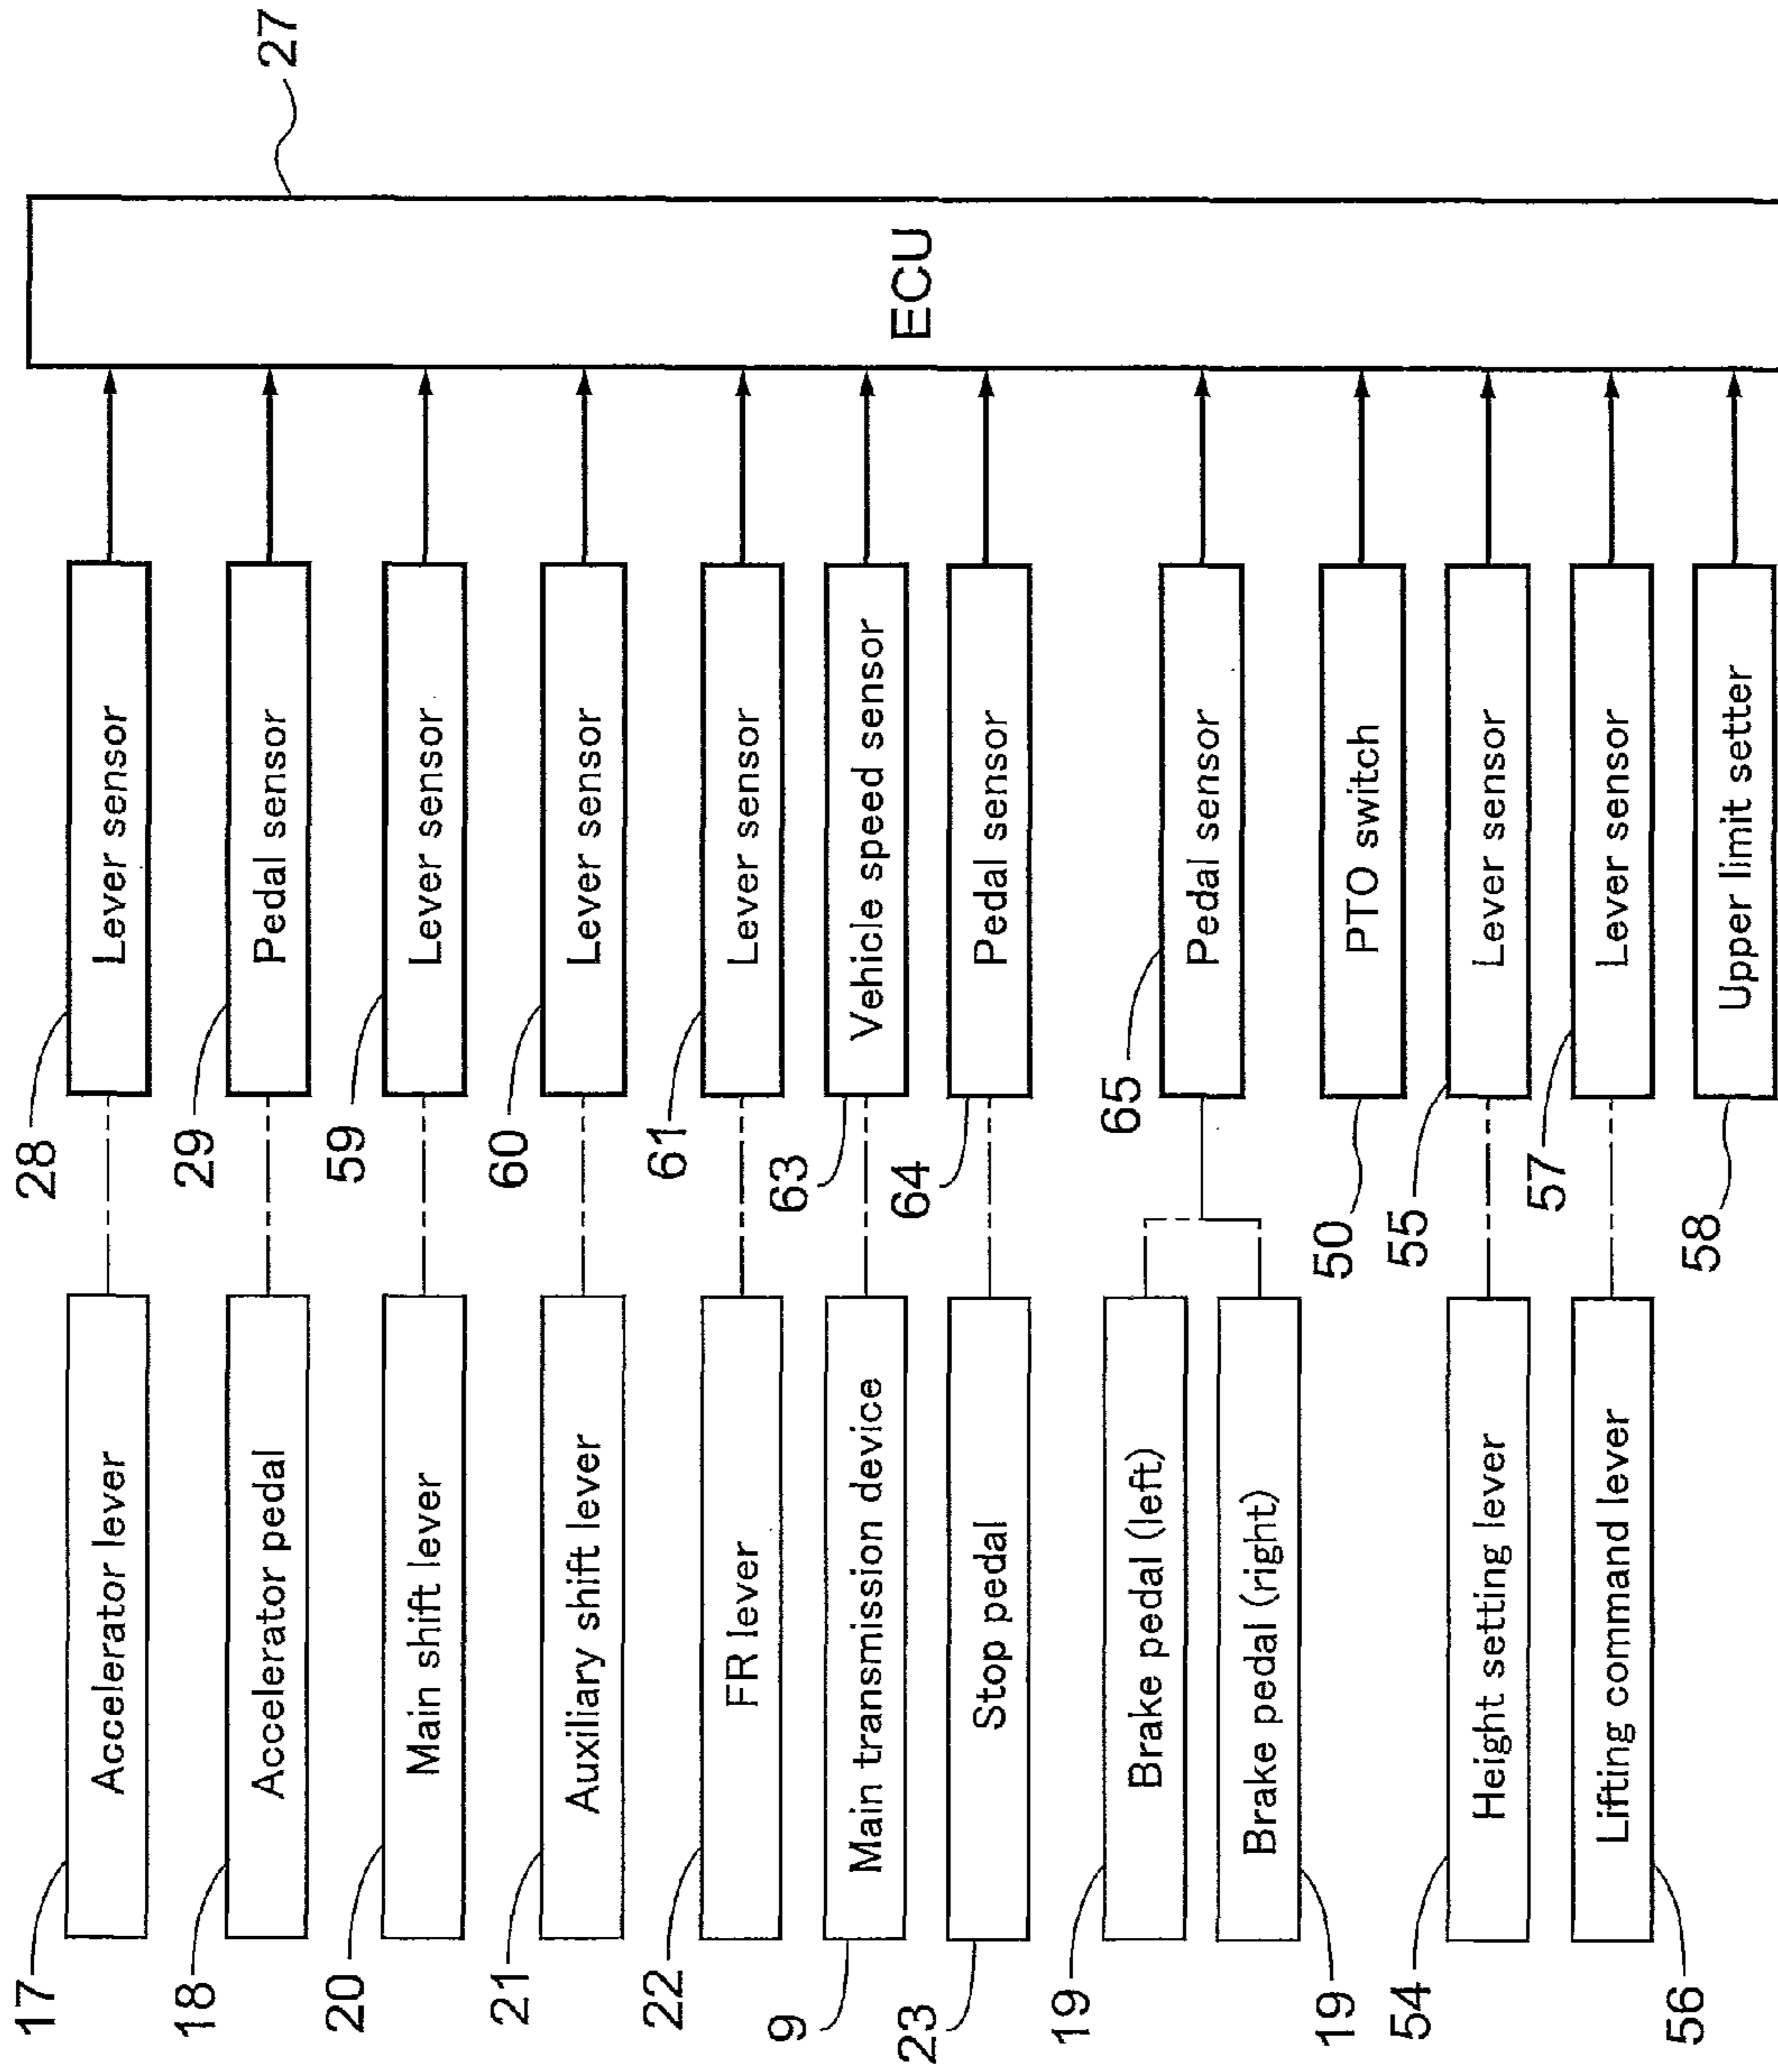 17
Accelerator lever
28
Lever sensor
18
Accelerator pedal
29
Pedal sensor
20
Main shift lever
59
Lever sensor
21
Auxiliary shift lever
60
Lever sensor
22
FR lever
61
Lever sensor
9
Main transmission device
63
Vehicle speed sensor
23
Stop pedal
64
Pedal sensor
19
Brake pedal (left)
19
Brake pedal (right)
65
Pedal sensor
50
PTO switch
54
Height setting lever
55
Lever sensor
56
Lifting command lever
57
Lever sensor
58
Upper limit setter
ECU
27